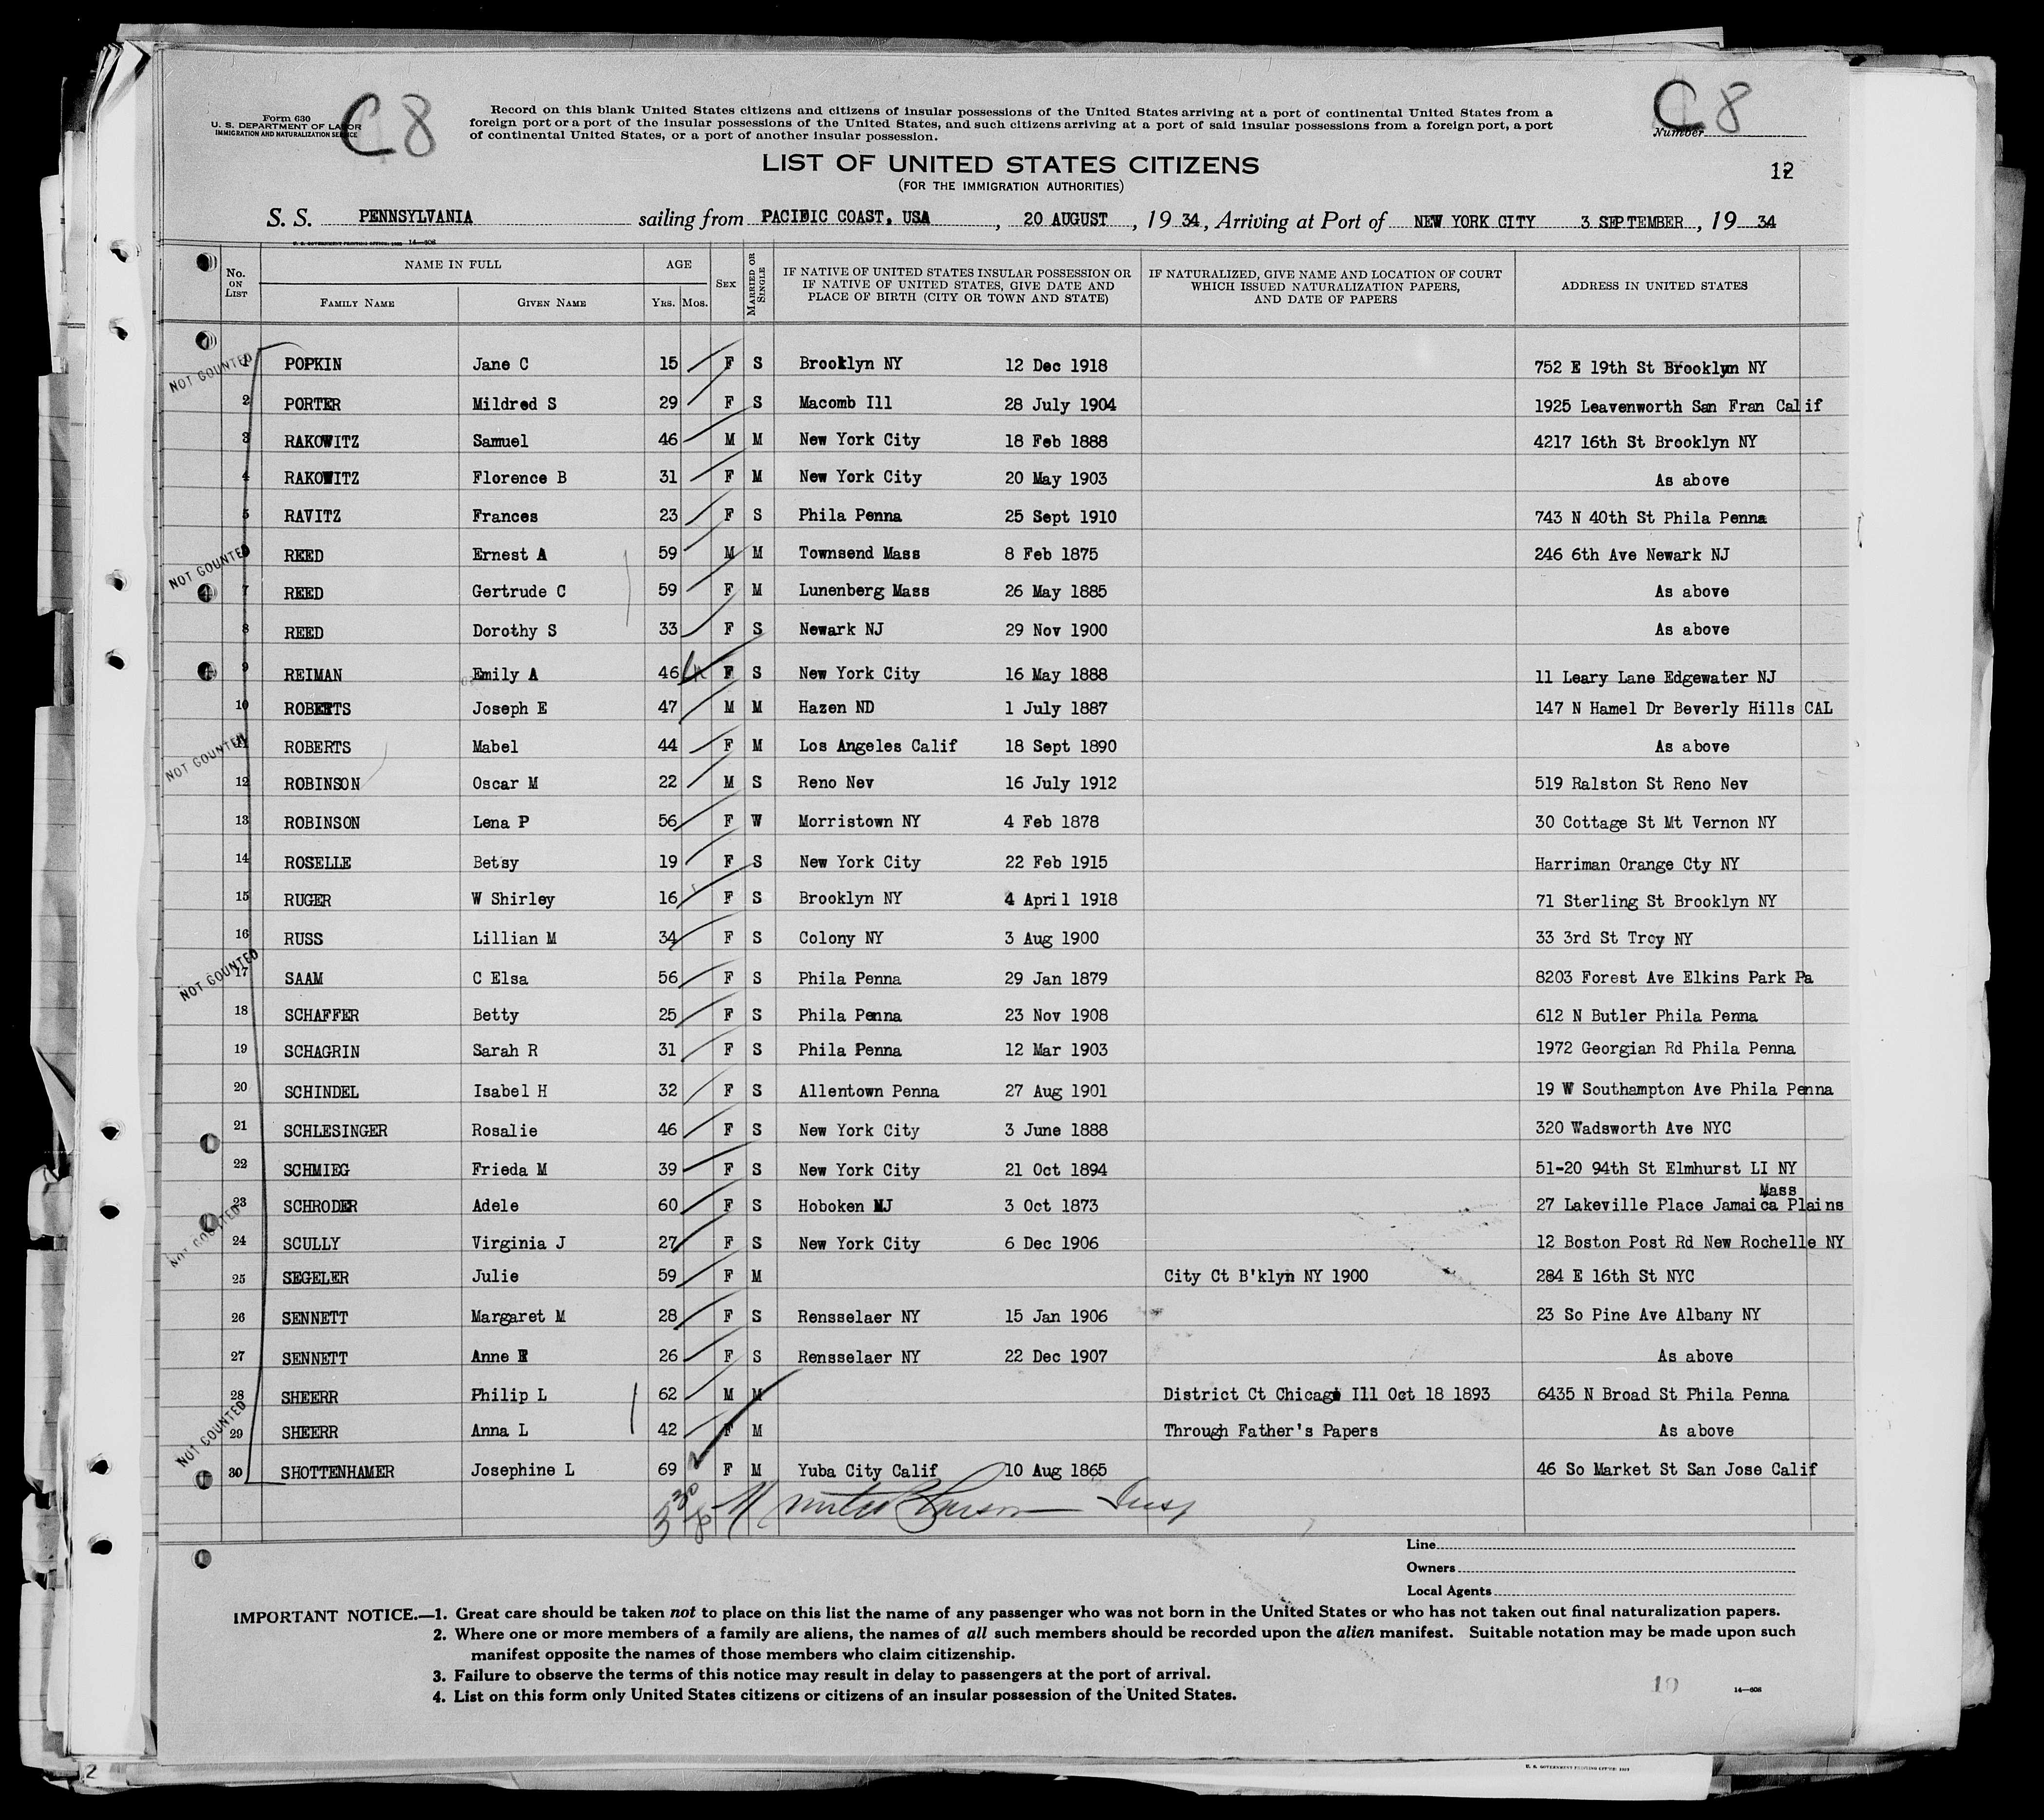 Form 630
U. S. DEPARTMENT OF LABOR
IMMIGRATION AND NATURALIZATION SERVICE
C8
Record on this blank United States citizens and citizens of insular possessions of the United States arriving at a port of continental United States from a
foreign port or a port of the insular possessions of the United States, and such citizens arriving at a port of said insular possessions from a foreign port, a port
of continental United States, or a port of another insular possession.
C8
Number
LIST OF UNITED STATES CITIZENS
(FOR THE IMMIGRATION AUTHORITIES)
12
S. S. PENNSYLVANIA sailing from PACIFIC COAST, USA, 20 AUGUST, 19 34, Arriving at Port of NEW YORK CITY 3 SEPTEMBER, 19 34
U. S. GOVERNMENT PRINTING OFFICE: 1933 14—608
No. ON LIST NAME IN FULL AGE SEX MARRIED OR SINGLE IF NATIVE OF UNITED STATES INSULAR POSSESSION OR IF NATIVE OF UNITED STATES, GIVE DATE AND PLACE OF BIRTH (CITY OR TOWN AND STATE) IF NATURALIZED, GIVE NAME AND LOCATION OF COURT WHICH ISSUED NATURALIZATION PAPERS, AND DATE OF PAPERS ADDRESS IN UNITED STATES
FAMILY NAME GIVEN NAME YRS. MOS.
NOT COUNTED
1 POPKIN Jane C 15 F S Brooklyn NY 12 Dec 1918 752 E 19th St Brooklyn NY
2 PORTER Mildred S 29 F S Macomb Ill 28 July 1904 1925 Leavenworth San Fran Calif
3 RAKOWITZ Samuel 46 M M New York City 18 Feb 1888 4217 16th St Brooklyn NY
4 RAKOWITZ Florence B 31 F M New York City 20 May 1903 As above
5 RAVITZ Frances 23 F S Phila Penna 25 Sept 1910 743 N 40th St Phila Penna
NOT COUNTED
6 REED Ernest A 59 M M Townsend Mass 8 Feb 1875 246 6th Ave Newark NJ
7 REED Gertrude C 59 F M Lunenberg Mass 26 May 1885 As above
8 REED Dorothy S 33 F S Newark NJ 29 Nov 1900 As above
9 REIMAN Emily A 46 F S New York City 16 May 1888 11 Leary Lane Edgewater NJ
10 ROBERTS Joseph E 47 M M Hazen ND 1 July 1887 147 N Hamel Dr Beverly Hills CAL
NOT COUNTED
11 ROBERTS Mabel 44 F M Los Angeles Calif 18 Sept 1890 As above
12 ROBINSON Oscar M 22 M S Reno Nev 16 July 1912 519 Ralston St Reno Nev
13 ROBINSON Lena P 56 F W Morristown NY 4 Feb 1878 30 Cottage St Mt Vernon NY
14 ROSELLE Betsy 19 F S New York City 22 Feb 1915 Harriman Orange Cty NY
15 RUGER W Shirley 16 F S Brooklyn NY 4 April 1918 71 Sterling St Brooklyn NY
16 RUSS Lillian M 34 F S Colony NY 3 Aug 1900 33 3rd St Troy NY
NOT COUNTED
17 SAAM C Elsa 56 F S Phila Penna 29 Jan 1879 8203 Forest Ave Elkins Park Pa
18 SCHAFFER Betty 25 F S Phila Penna 23 Nov 1908 612 N Butler Phila Penna
19 SCHAGRIN Sarah R 31 F S Phila Penna 12 Mar 1903 1972 Georgian Rd Phila Penna
20 SCHINDEL Isabel H 32 F S Allentown Penna 27 Aug 1901 19 W Southampton Ave Phila Penna
21 SCHLESINGER Rosalie 46 F S New York City 3 June 1888 320 Wadsworth Ave NYC
22 SCHMIEG Frieda M 39 F S New York City 21 Oct 1894 51-20 94th St Elmhurst LI NY
Mass
23 SCHRODER Adele 60 F S Hoboken NJ 3 Oct 1873 27 Lakeville Place Jamaica Plains
NOT COUNTED
24 SCULLY Virginia J 27 F S New York City 6 Dec 1906 12 Boston Post Rd New Rochelle NY
25 SEGELER Julie 59 F M City Ct B'klyn NY 1900 284 E 16th St NYC
26 SENNETT Margaret M 28 F S Rensselaer NY 15 Jan 1906 23 So Pine Ave Albany NY
27 SENNETT Anne E 26 F S Rensselaer NY 22 Dec 1907 As above
28 SHEERR Philip L 62 M M District Ct Chicago Ill Oct 18 1893 6435 N Broad St Phila Penna
NOT COUNTED
29 SHEERR Anna L 42 F M Through Father's Papers As above
30 SHOTTENHAMER Josephine L 69 F M Yuba City Calif 10 Aug 1865 46 So Market St San Jose Calif
30
Insp
Line
Owners
Local Agents
IMPORTANT NOTICE.—1. Great care should be taken not to place on this list the name of any passenger who was not born in the United States or who has not taken out final naturalization papers.
2. Where one or more members of a family are aliens, the names of all such members should be recorded upon the alien manifest. Suitable notation may be made upon such
manifest opposite the names of those members who claim citizenship.
3. Failure to observe the terms of this notice may result in delay to passengers at the port of arrival.
4. List on this form only United States citizens or citizens of an insular possession of the United States.
10
14—608
2
U. S. GOVERNMENT PRINTING OFFICE: 1933